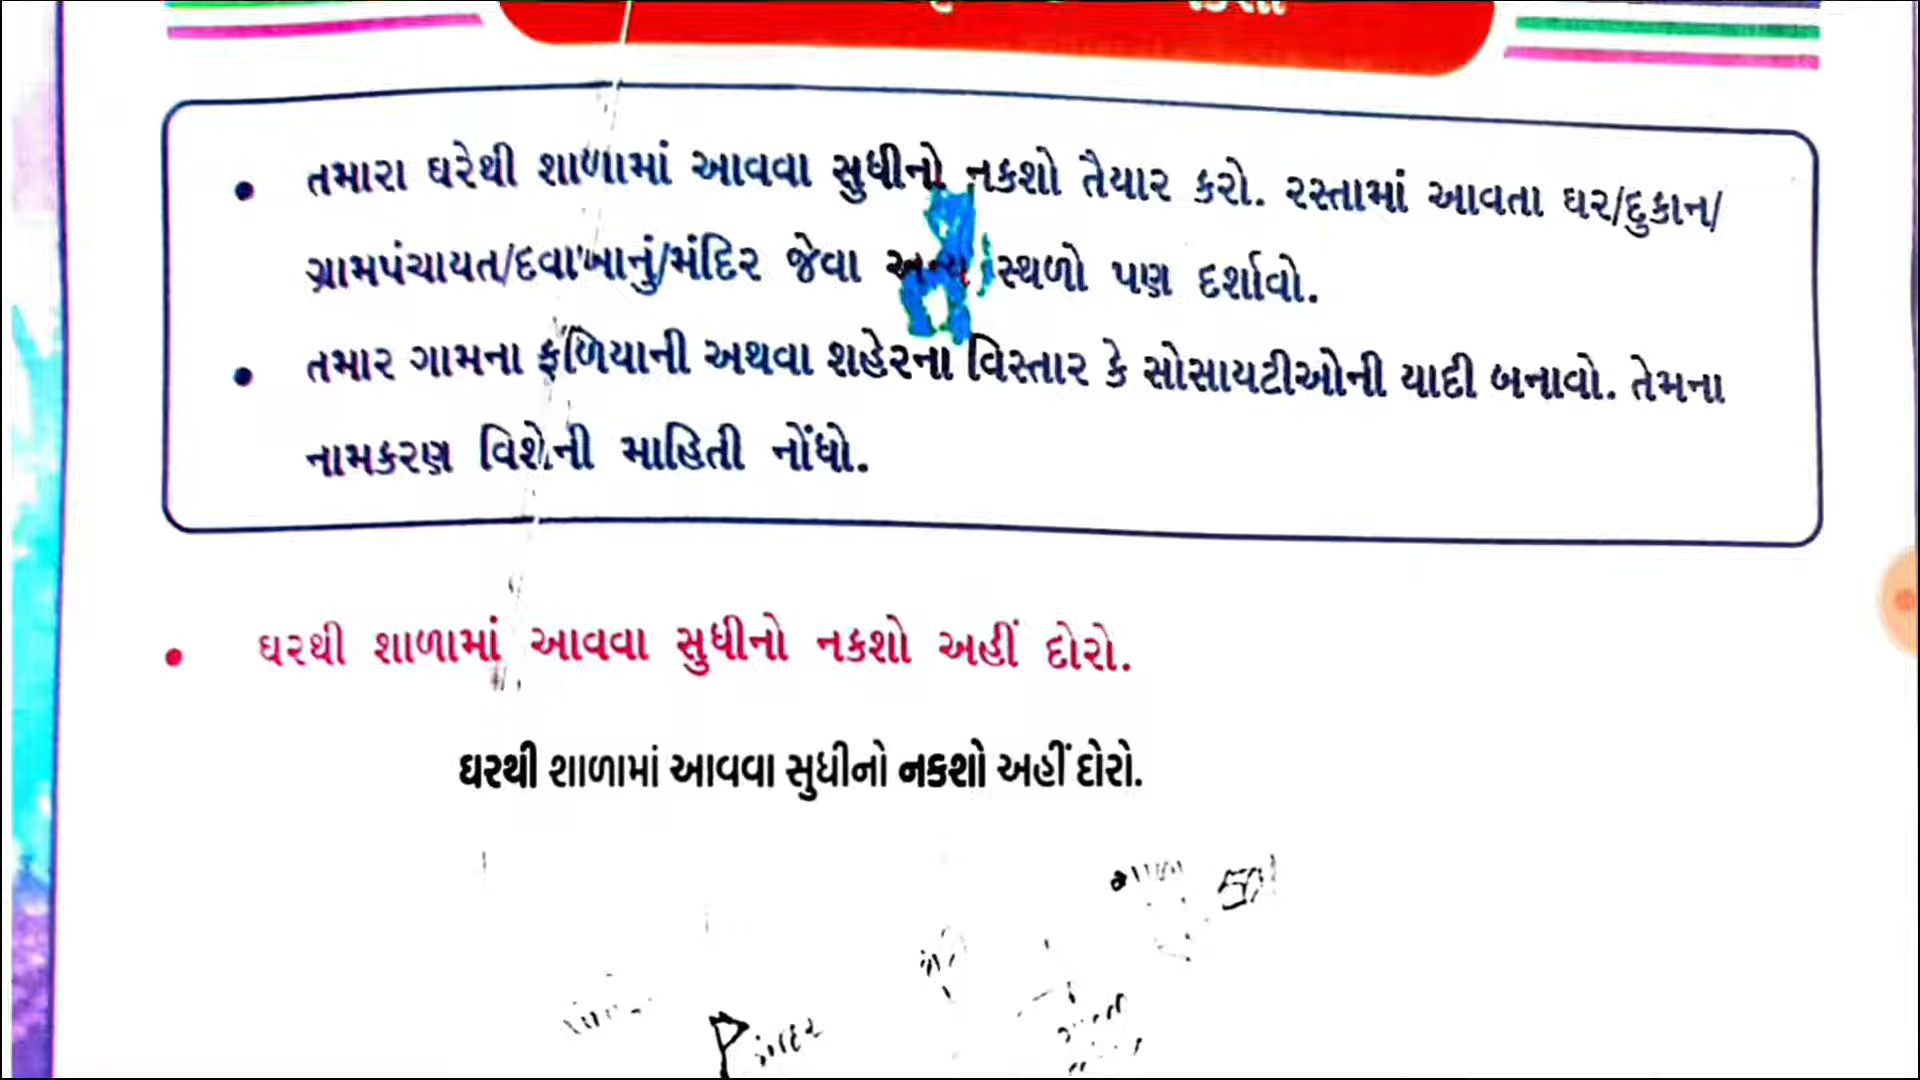 તમારા ઘરેથી શાળામાં આવવા સુધીનો નકશો તૈયાર કરો. રસ્તામાં આવતા ઘર/દુકાન/
ગ્રામપંચાયત/દવાખાનું/મંદિર જેવા અન્ય સ્થળો પણ દર્શાવો.
તમાર ગામના ફળિયાની અથવા શહેરના વિસ્તાર કે સોસાયટીઓની યાદી બનાવો. તેમના
નામકરણ વિશેની માહિતી નોંધો.
ઘરથી શાળામાં આવવા સુધીનો નકશો અહીં દોરો.
ઘરથી શાળામાં આવવા સુધીનો નકશો અહીં દોરો.